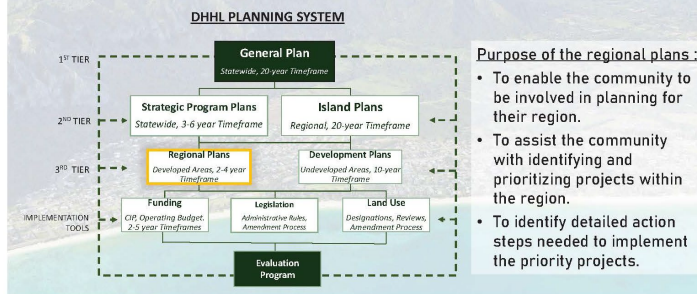 DHHL PLANNING SYSTEM
1ST TIER
General Plan
Statewide, 20-year Timeframe
2ND TIER
Strategic Program Plans
Statewide, 3-6 year Timeframe
Island Plans
Regional, 20-year Timeframe
3RD TIER
Regional Plans
Developed Areas, 2-4 year
Timeframe
Development Plans
Undeveloped Areas, 10-year
Timeframe
IMPLEMENTATION
TOOLS
Funding
CIP, Operating Budget.
2-5 year Timeframes
Legislation
Administrative Rules,
Amendment Process
Land Use
Designations, Reviews,
Amendment Process
Evaluation
Program
Purpose of the regional plans :
• To enable the community to
be involved in planning for
their region.
• To assist the community
with identifying and
prioritizing projects within
the region.
• To identify detailed action
steps needed to implement
the priority projects.